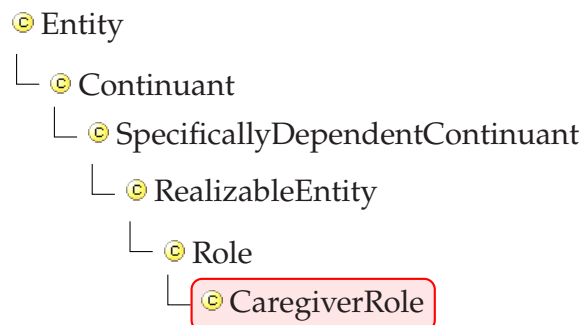 Entity
Continuant
SpecificallyDependentContinuant
RealizableEntity
Role
CaregiverRole